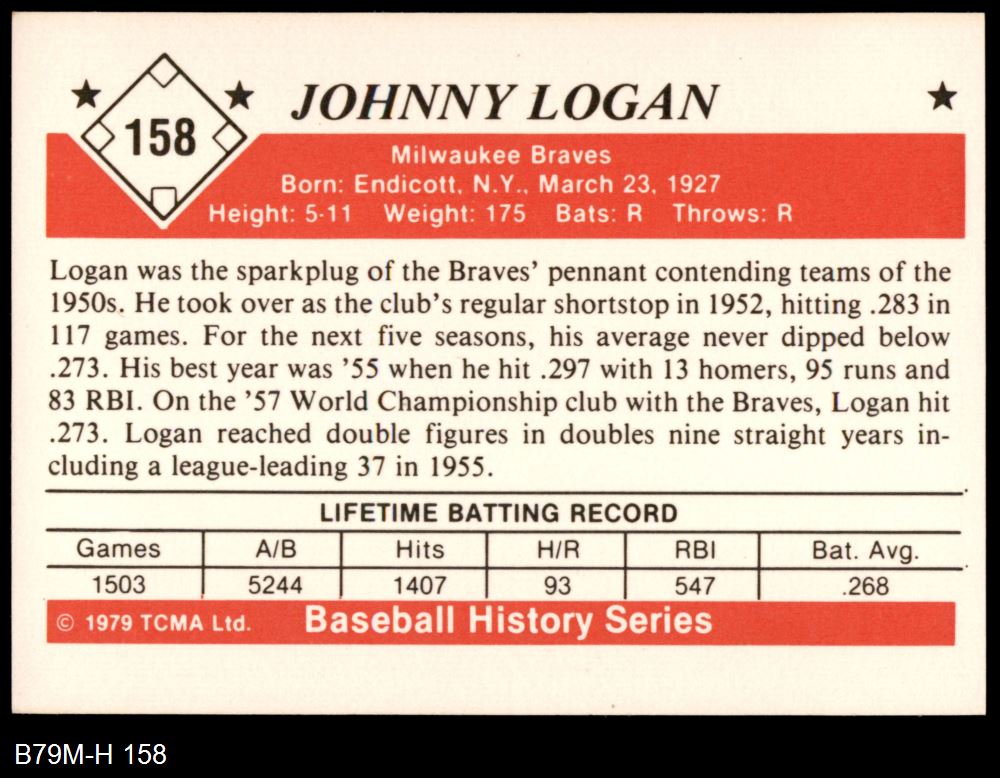 158
JOHNNY LOGAN
Milwaukee Braves
Born: Endicott, N.Y., March 23, 1927
Height: 5-11 Weight: 175 Bats: R Throws: R
Logan was the sparkplug of the Braves' pennant contending teams of the
1950s. He took over as the club's regular shortstop in 1952, hitting .283 in
117 games. For the next five seasons, his average never dipped below
.273. His best year was '55 when he hit .297 with 13 homers, 95 runs and
83 RBI. On the '57 World Championship club with the Braves, Logan hit
.273. Logan reached double figures in doubles nine straight years in-
cluding a league-leading 37 in 1955.
LIFETIME BATTING RECORD
Games A/B Hits H/R RBI Bat. Avg.
1503 5244 1407 93 547 .268
© 1979 TCMA Ltd. Baseball History Series
B79M-H 158